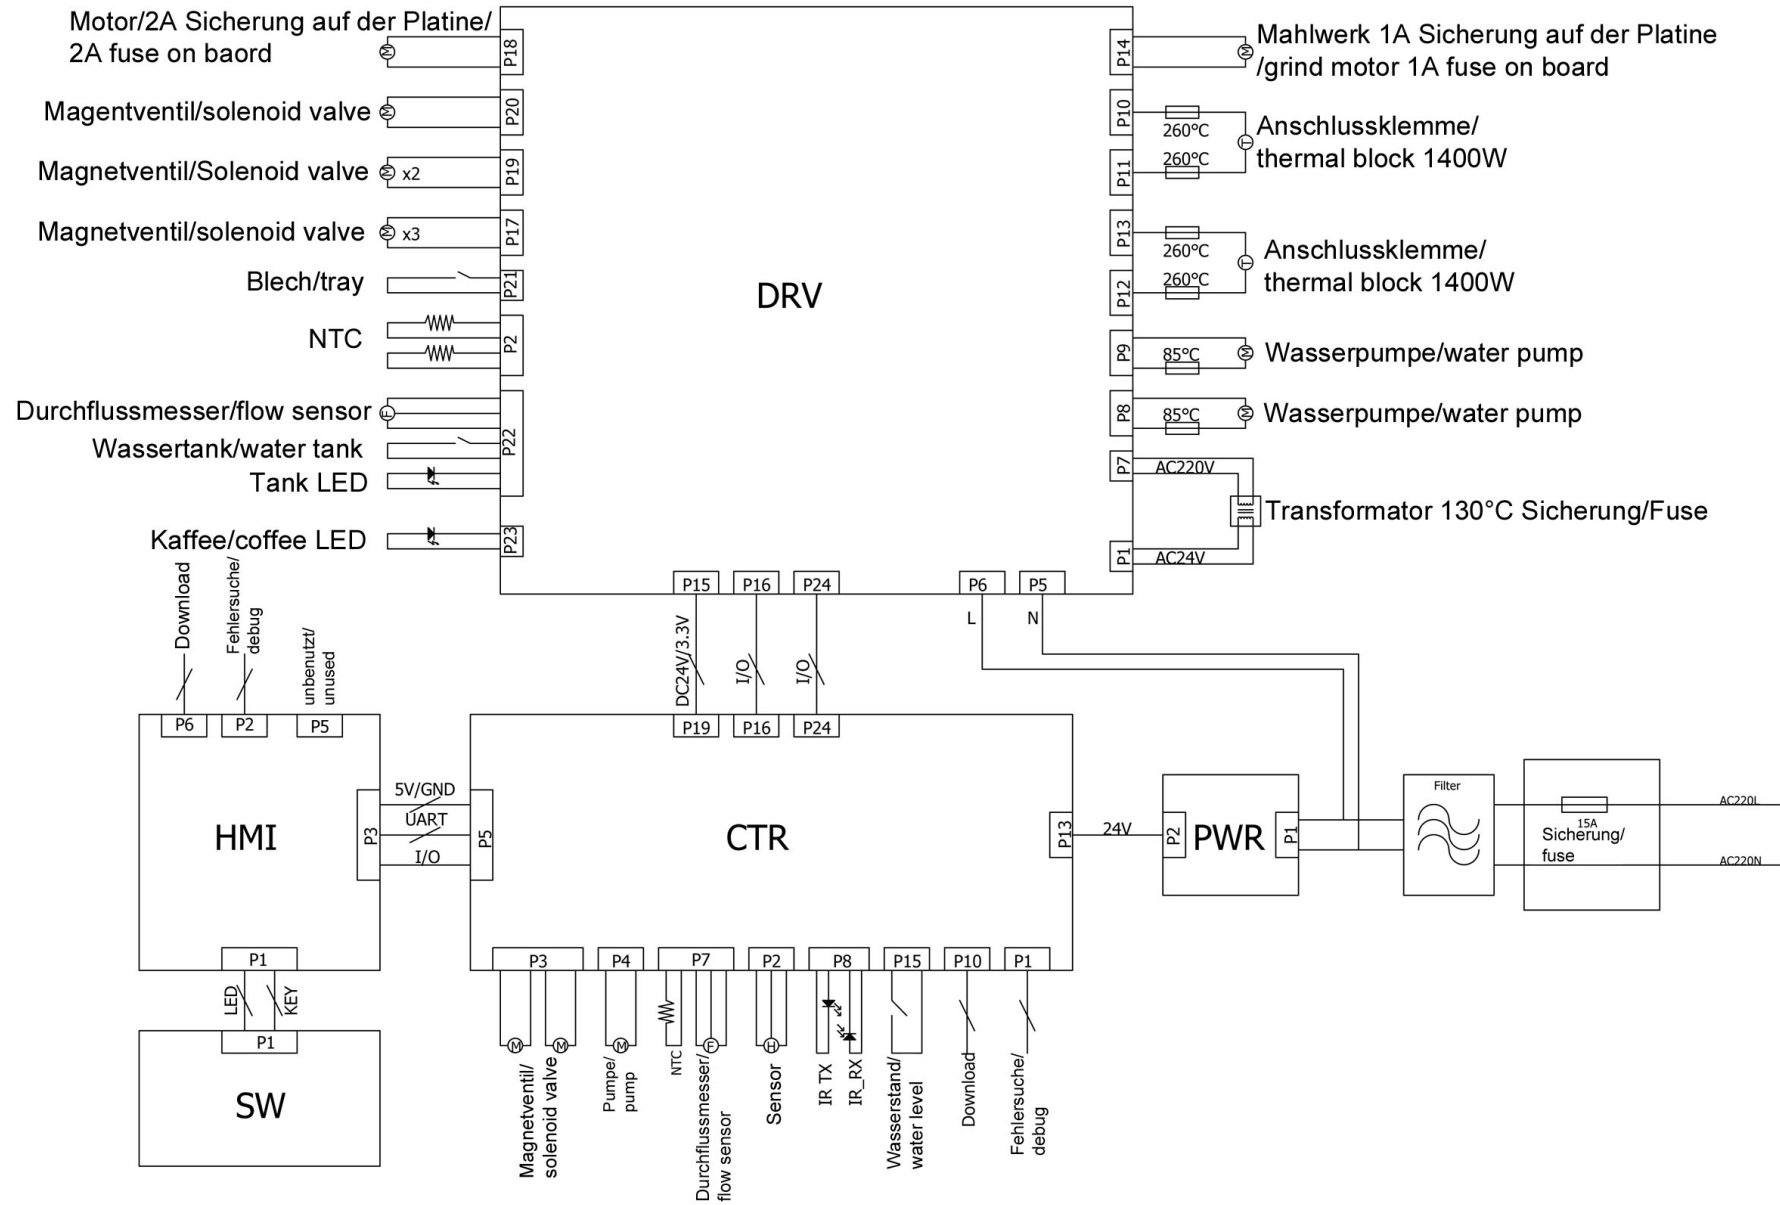 Motor/2A Sicherung auf der Platine/
2A fuse on baord
P18
Magentventil/solenoid valve
P20
Magnetventil/Solenoid valve
x2
P19
Magnetventil/solenoid valve
x3
P17
Blech/tray
P21
NTC
P2
Durchflussmesser/flow sensor
Wassertank/water tank
Tank LED
P22
Kaffee/coffee LED
P23
DRV
P14
Mahlwerk 1A Sicherung auf der Platine
/grind motor 1A fuse on board
P10
260°C
260°C
P11
Anschlussklemme/
thermal block 1400W
P13
260°C
260°C
P12
Anschlussklemme/
thermal block 1400W
P9
85°C
Wasserpumpe/water pump
P8
85°C
Wasserpumpe/water pump
P7
AC220V
Transformator 130°C Sicherung/Fuse
P1
AC24V
P15
P16
P24
P6
P5
L
N
DC24V/3.3V
I/O
I/O
Download
Fehlersuche/
debug
unbenutzt/
unused
P6
P2
P5
HMI
P3
P1
5V/GND
UART
I/O
LED
KEY
P1
SW
P19
P16
P24
P5
CTR
P13
24V
P2
PWR
P1
Filter
15A
Sicherung/
fuse
AC220L
AC220N
P3
P4
P7
P2
P8
P15
P10
P1
M
M
M
F
H
Magnetventil/
solenoid valve
Pumpe/
pump
NTC
Durchflussmesser/
flow sensor
Sensor
IR TX
IR_RX
Wasserstand/
water level
Download
Fehlersuche/
debug